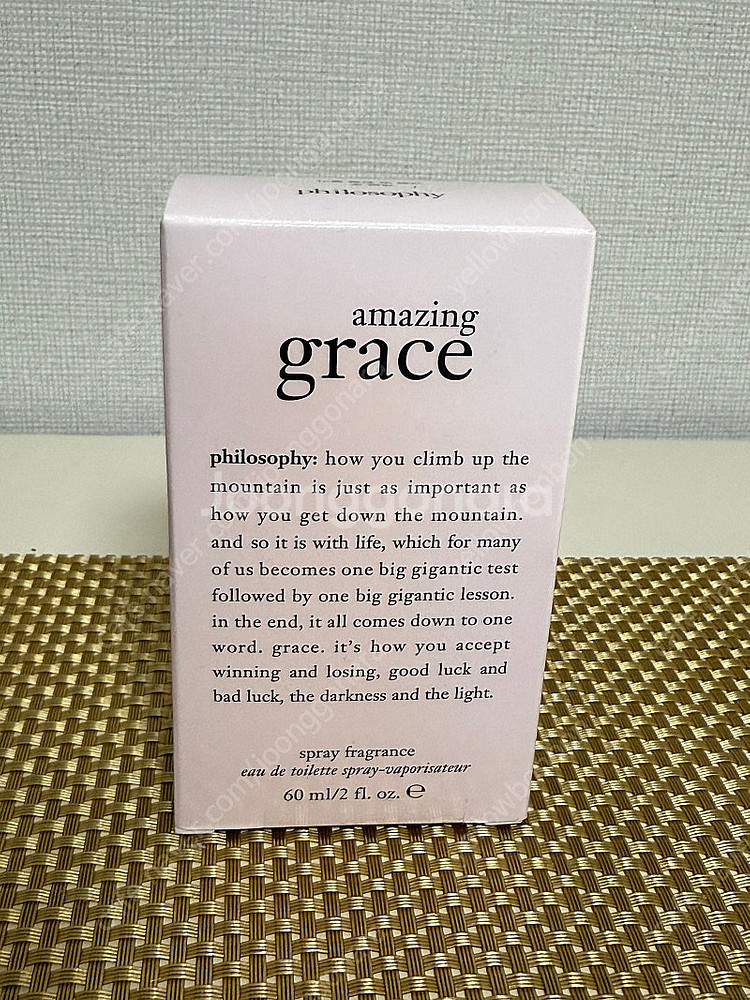 philosophy
amazing
grace
philosophy: how you climb up the
mountain is just as important as
how you get down the mountain.
and so it is with life, which for many
of us becomes one big gigantic test
followed by one big gigantic lesson.
in the end, it all comes down to one
word. grace. it's how you accept
winning and losing, good luck and
bad luck, the darkness and the light.
spray fragrance
eau de toilette spray-vaporisateur
60 ml/2 fl. oz. ℮
joonggonara